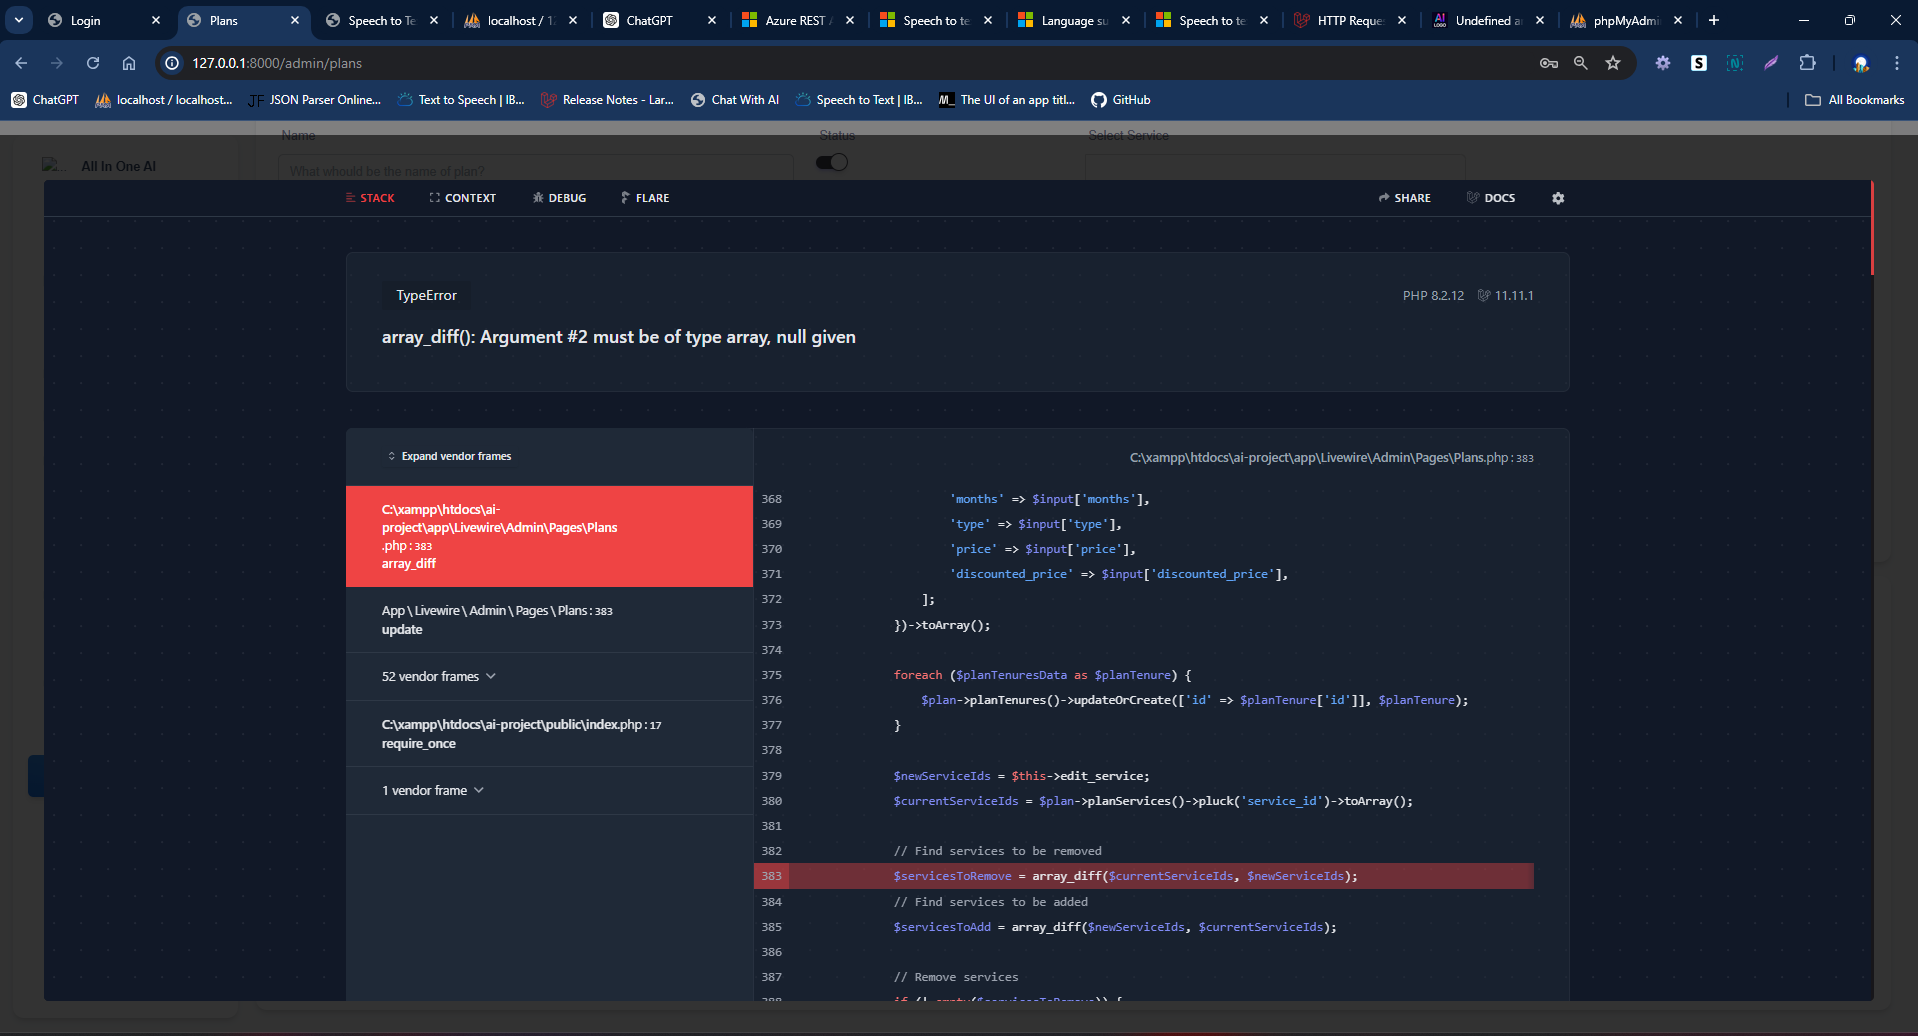 Login
Plans
Speech to Te
localhost / 12
ChatGPT
Azure REST A
Speech to te
Language su
Speech to te
HTTP Reques
Undefined a
phpMyAdmi
127.0.0.1:8000/admin/plans
ChatGPT
localhost / localhost...
JSON Parser Online...
Text to Speech | IB...
Release Notes - Lar...
Chat With AI
Speech to Text | IB...
The UI of an app titl...
GitHub
All Bookmarks
Name
Status
Select Service
All In One AI
What whould be the name of plan?
STACK
CONTEXT
DEBUG
FLARE
SHARE
DOCS
TypeError
PHP 8.2.12
11.11.1
array_diff(): Argument #2 must be of type array, null given
Expand vendor frames
C:\xampp\htdocs\ai-
project\app\Livewire\Admin\Pages\Plans
.php:383
array_diff
App\Livewire\Admin\Pages\Plans:383
update
52 vendor frames
C:\xampp\htdocs\ai-project\public\index.php:17
require_once
1 vendor frame
C:\xampp\htdocs\ai-project\app\Livewire\Admin\Pages\Plans.php:383
368 'months' => $input['months'],
369 'type' => $input['type'],
370 'price' => $input['price'],
371 'discounted_price' => $input['discounted_price'],
372 ];
373 })->toArray();
374
375 foreach ($planTenuresData as $planTenure) {
376 $plan->planTenures()->updateOrCreate(['id' => $planTenure['id']], $planTenure);
377 }
378
379 $newServiceIds = $this->edit_service;
380 $currentServiceIds = $plan->planServices()->pluck('service_id')->toArray();
381
382 // Find services to be removed
383 $servicesToRemove = array_diff($currentServiceIds, $newServiceIds);
384 // Find services to be added
385 $servicesToAdd = array_diff($newServiceIds, $currentServiceIds);
386
387 // Remove services
388 if (! empty($servicesToRemove)) {